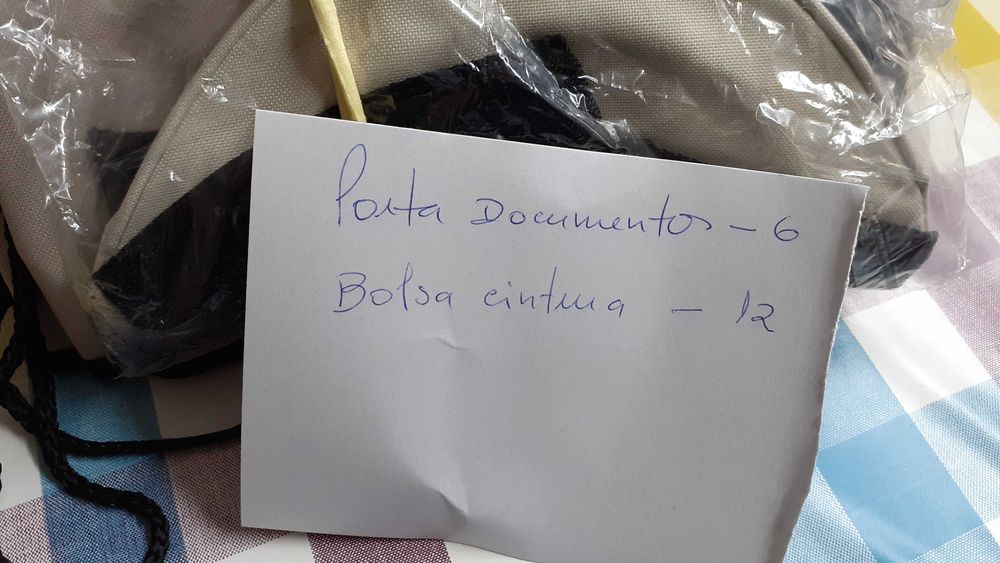 Porta Documentos - 6
Bolsa cintura - 12